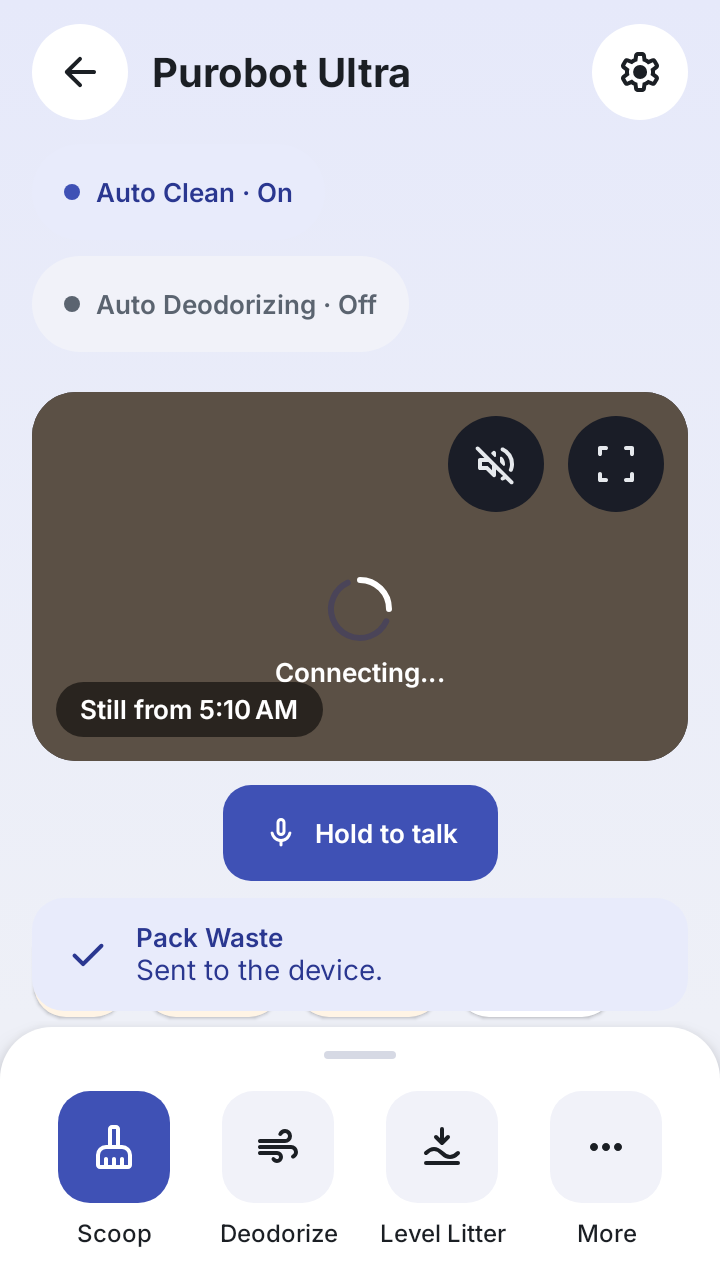 Purobot Ultra
Auto Clean · On
Auto Deodorizing · Off
Connecting...
Still from 5:10 AM
Hold to talk
Pack Waste
Sent to the device.
Scoop
Deodorize
Level Litter
More